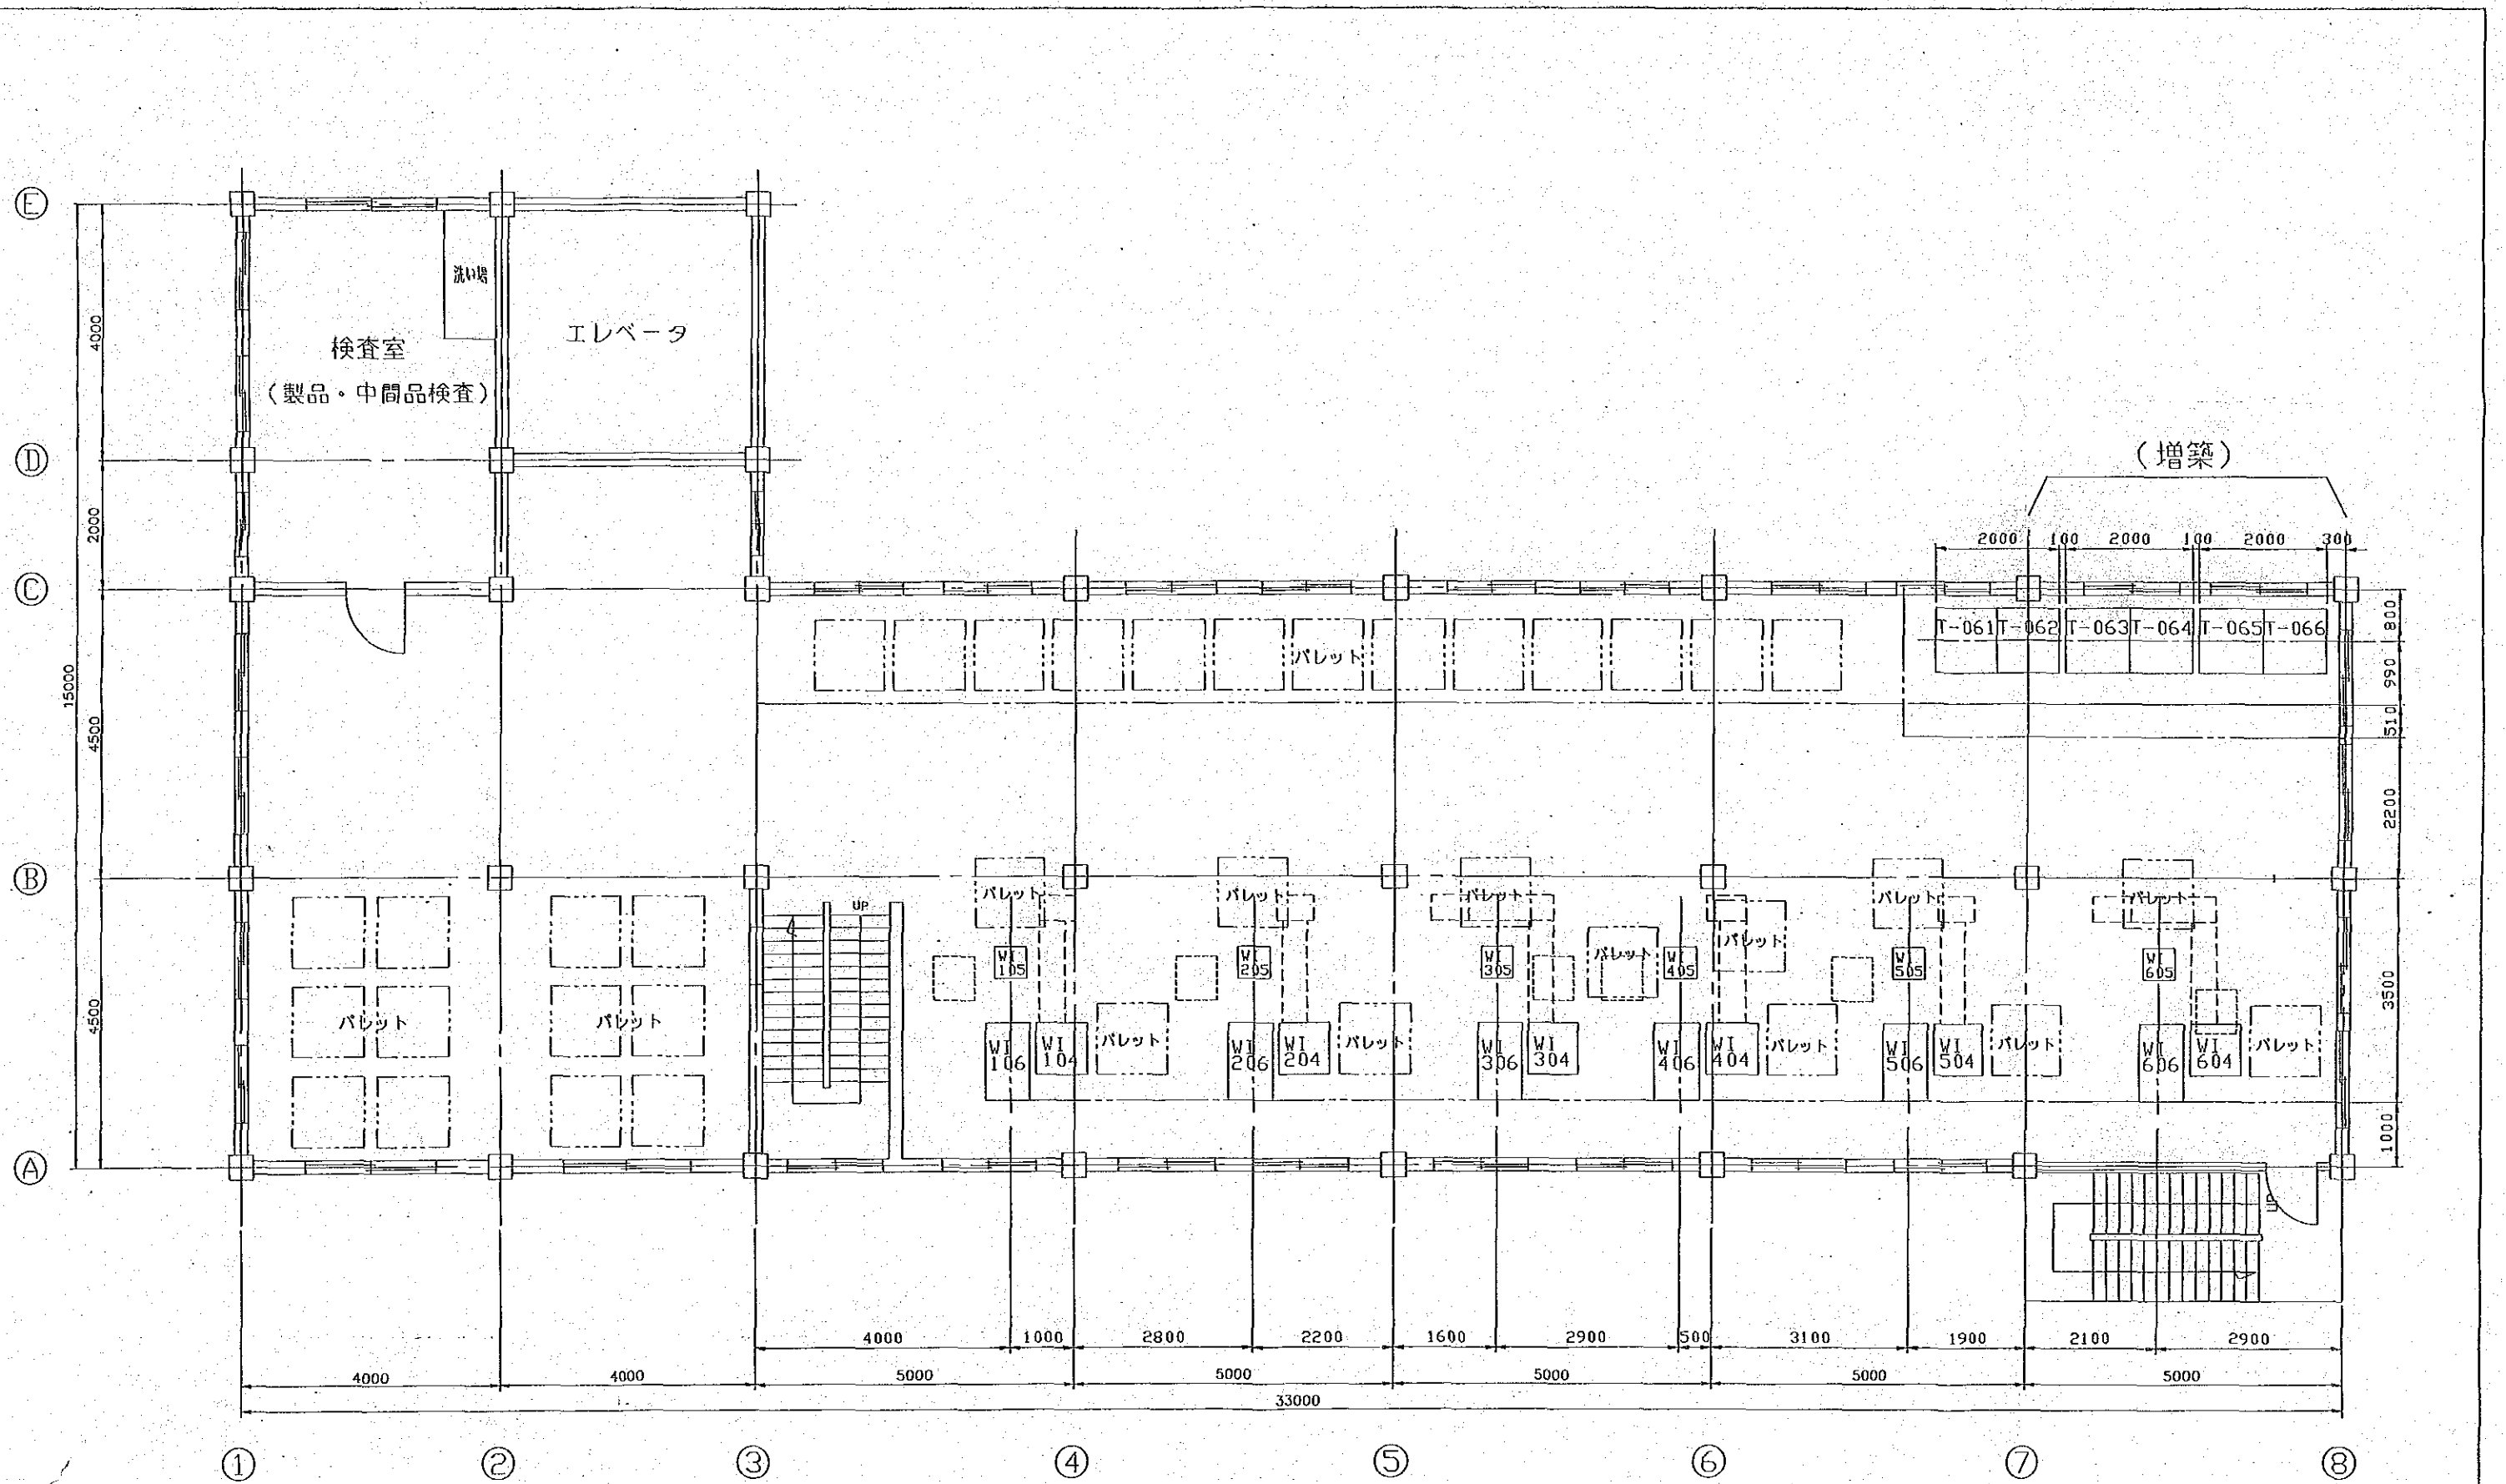 Ⓔ
洗い場
4000
エレベータ
検査室
(製品・中間品検査)
Ⓓ
(増築)
2000
2000 100 2000 100 2000 300
Ⓒ
T-061 T-062 T-063 T-064 T-065 T-066
800
パレット
990
15000
4500
510
2200
Ⓑ
パレット パレット パレット パレット パレット
UP
パレット パレット
WI 105
WI 205
WI 305
WI 405
WI 505
WI 605
4500
3500
パレット パレット
WI 106
WI 104
パレット
WI 206
WI 204
パレット
WI 306
WI 304
WI 406
WI 404
パレット
WI 506
WI 504
パレット
WI 606
WI 604
パレット
1000
Ⓐ
UP
4000 1000 2800 2200 1600 2900 500 3100 1900 2100 2900
4000 4000 5000 5000 5000 5000 5000
33000
① ② ③ ④ ⑤ ⑥ ⑦ ⑧